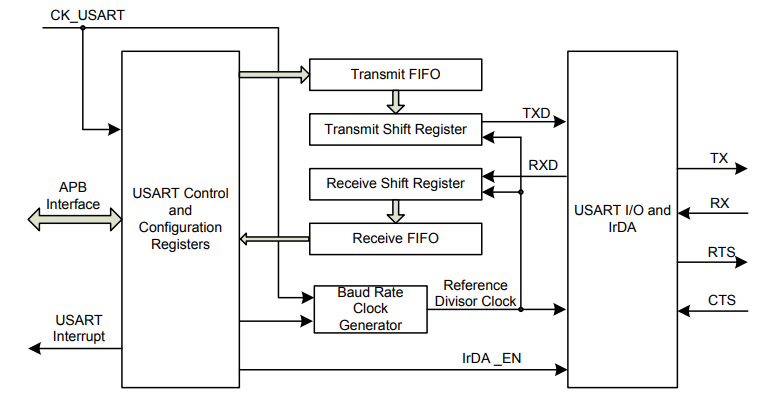 CK_USART
Transmit FIFO
TXD
Transmit Shift Register
RXD
TX
Receive Shift Register
APB
Interface
USART Control
and
Configuration
Registers
USART I/O and
IrDA
RX
Receive FIFO
RTS
Baud Rate
Clock
Generator
Reference
Divisor Clock
CTS
USART
Interrupt
IrDA _EN